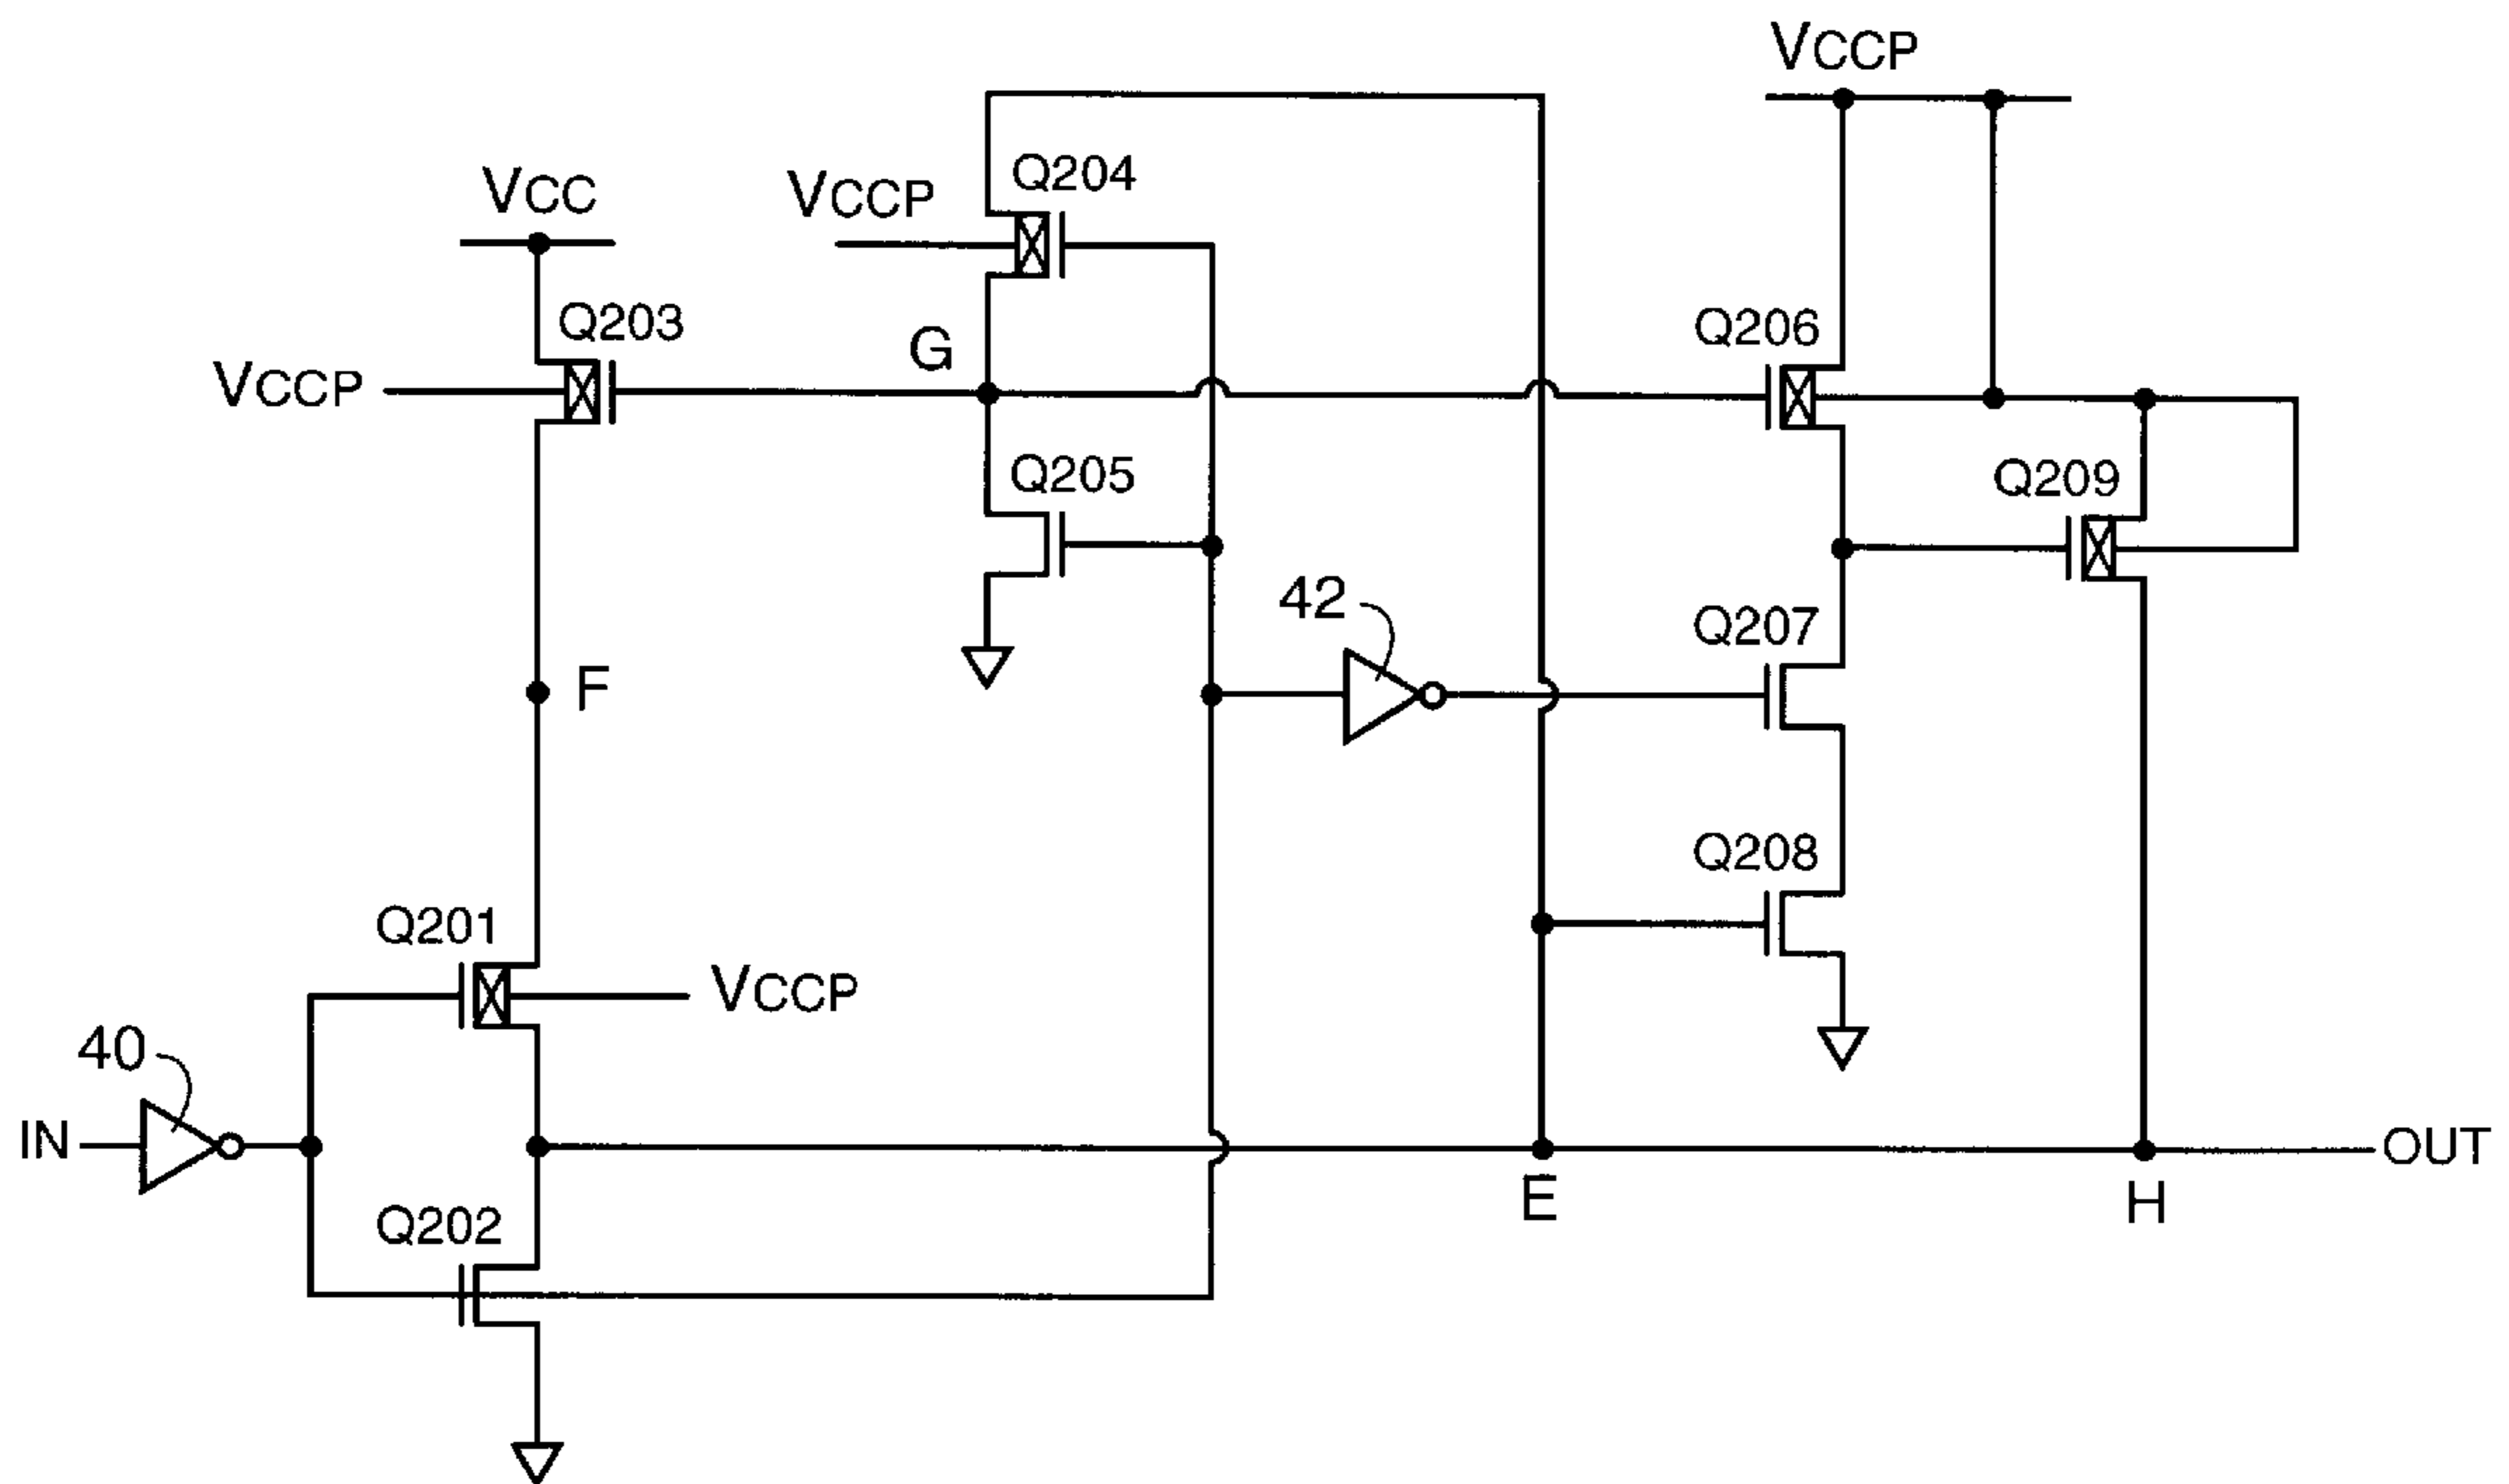 VCCP
Q204
VCC
VCCP
Q203
Q206
G
VCCP
Q205
Q209
42
Q207
F
Q208
Q201
VCCP
40
IN
OUT
E
H
Q202